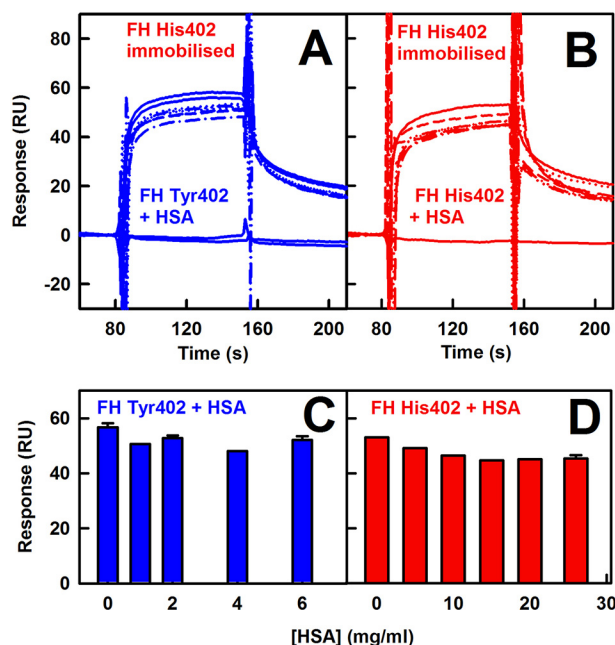 FH His402
immobilised
A
FH His402
immobilised
B
80
60
40
20
0
-20
Response (RU)
FH Tyr402
+ HSA
FH His402
+ HSA
80 120 160 200
80 120 160 200
Time (s)
Time (s)
FH Tyr402 + HSA
C
FH His402 + HSA
D
60
40
20
0
Response (RU)
0 2 4 6
0 10 20 30
[HSA] (mg/ml)